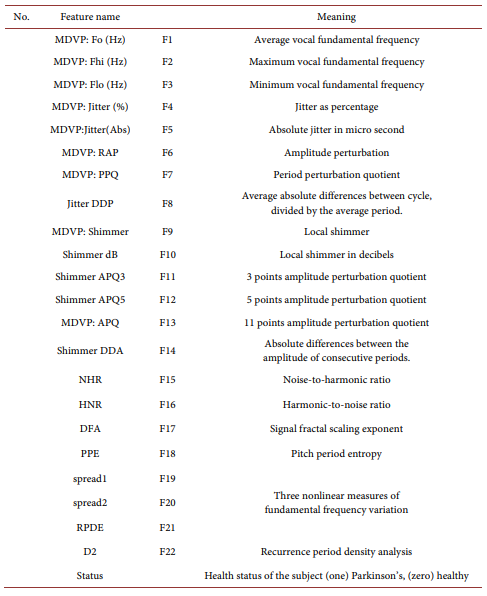 No. Feature name Meaning
MDVP: Fo (Hz) F1 Average vocal fundamental frequency
MDVP: Fhi (Hz) F2 Maximum vocal fundamental frequency
MDVP: Flo (Hz) F3 Minimum vocal fundamental frequency
MDVP: Jitter (%) F4 Jitter as percentage
MDVP:Jitter(Abs) F5 Absolute jitter in micro second
MDVP: RAP F6 Amplitude perturbation
MDVP: PPQ F7 Period perturbation quotient
Jitter DDP F8 Average absolute differences between cycle,
divided by the average period.
MDVP: Shimmer F9 Local shimmer
Shimmer dB F10 Local shimmer in decibels
Shimmer APQ3 F11 3 points amplitude perturbation quotient
Shimmer APQ5 F12 5 points amplitude perturbation quotient
MDVP: APQ F13 11 points amplitude perturbation quotient
Shimmer DDA F14 Absolute differences between the
amplitude of consecutive periods.
NHR F15 Noise-to-harmonic ratio
HNR F16 Harmonic-to-noise ratio
DFA F17 Signal fractal scaling exponent
PPE F18 Pitch period entropy
spread1 F19
spread2 F20 Three nonlinear measures of
fundamental frequency variation
RPDE F21
D2 F22 Recurrence period density analysis
Status Health status of the subject (one) Parkinson's, (zero) healthy